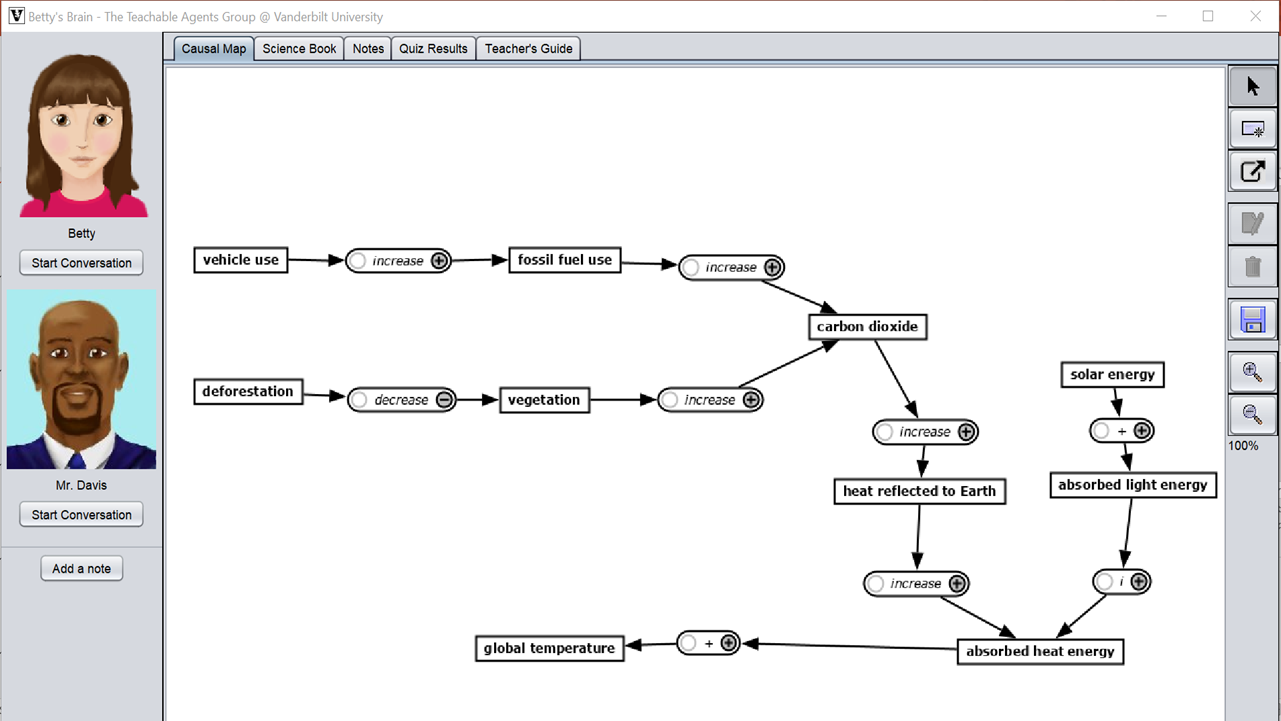 Betty's Brain - The Teachable Agents Group @ Vanderbilt University
Causal Map
Science Book
Notes
Quiz Results
Teacher's Guide
Betty
Start Conversation
Mr. Davis
Start Conversation
Add a note
vehicle use
increase +
fossil fuel use
increase +
carbon dioxide
deforestation
decrease −
vegetation
increase +
solar energy
increase +
+ +
heat reflected to Earth
absorbed light energy
increase +
i +
global temperature
+ +
absorbed heat energy
100%